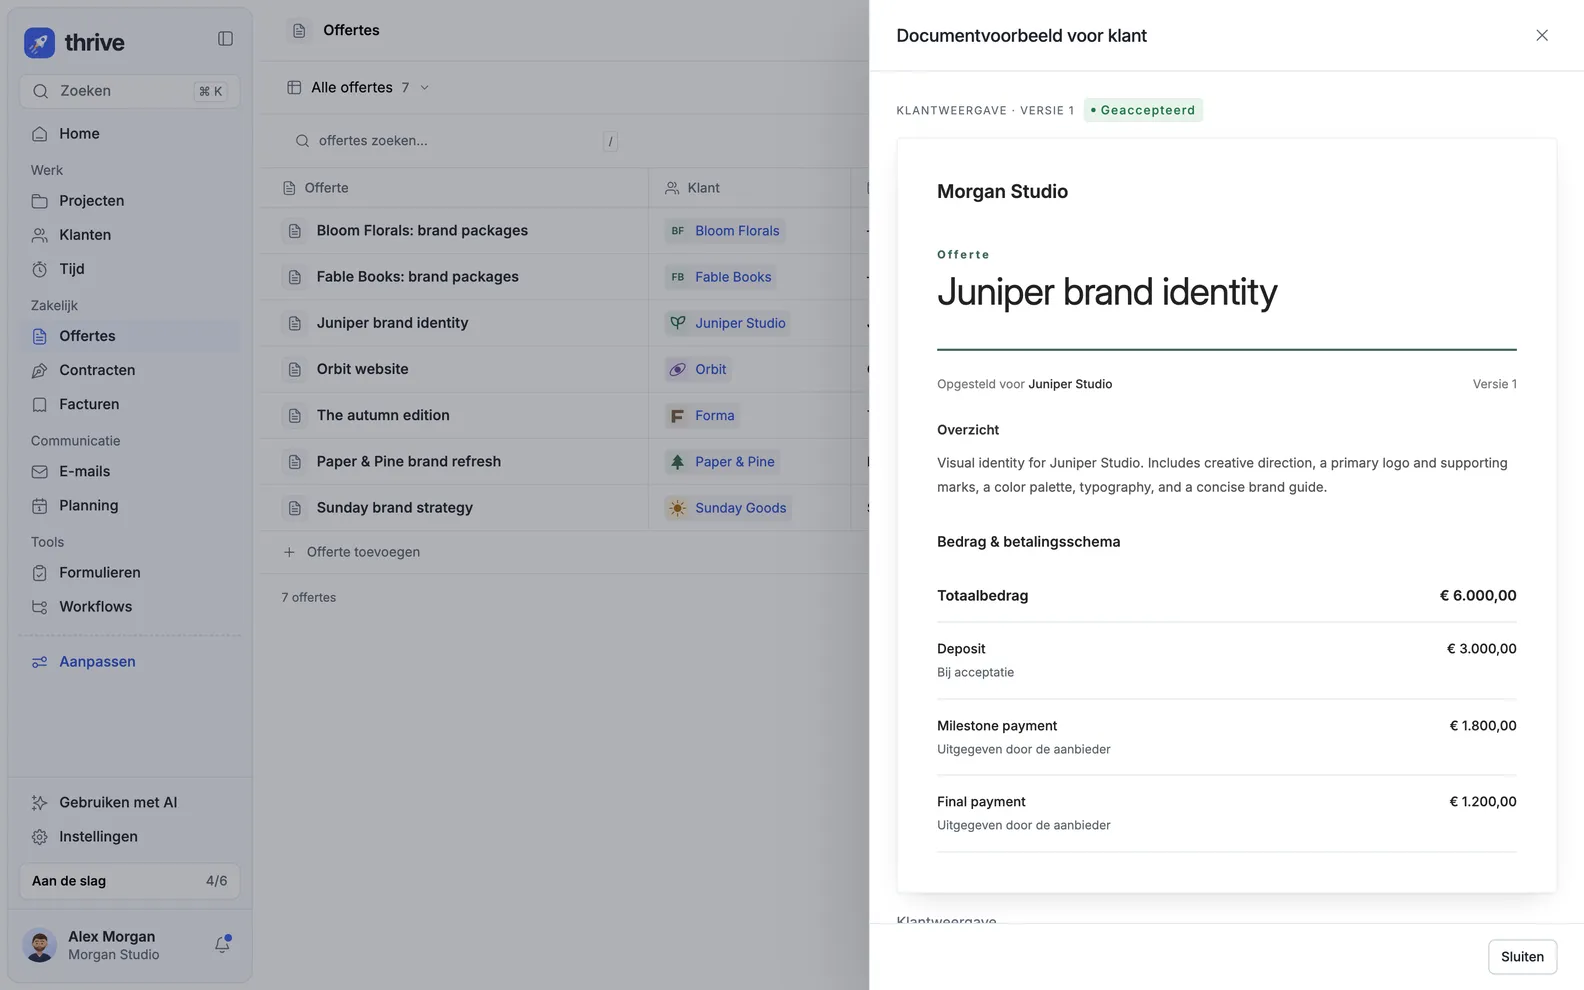 thrive
Zoeken
⌘ K
Home
Werk
Projecten
Klanten
Tijd
Zakelijk
Offertes
Contracten
Facturen
Communicatie
E-mails
Planning
Tools
Formulieren
Workflows
Aanpassen
Gebruiken met AI
Instellingen
Aan de slag 4/6
Alex Morgan
Morgan Studio
Offertes
Alle offertes 7
offertes zoeken... /
Offerte Klant
Bloom Florals: brand packages BF Bloom Florals
Fable Books: brand packages FB Fable Books
Juniper brand identity Juniper Studio
Orbit website Orbit
The autumn edition Forma
Paper & Pine brand refresh Paper & Pine
Sunday brand strategy Sunday Goods
Offerte toevoegen
7 offertes
Documentvoorbeeld voor klant
KLANTWEERGAVE · VERSIE 1 • Geaccepteerd
Morgan Studio
Offerte
Juniper brand identity
Opgesteld voor Juniper Studio Versie 1
Overzicht
Visual identity for Juniper Studio. Includes creative direction, a primary logo and supporting
marks, a color palette, typography, and a concise brand guide.
Bedrag & betalingsschema
Totaalbedrag € 6.000,00
Deposit € 3.000,00
Bij acceptatie
Milestone payment € 1.800,00
Uitgegeven door de aanbieder
Final payment € 1.200,00
Uitgegeven door de aanbieder
Klantweergave
Sluiten